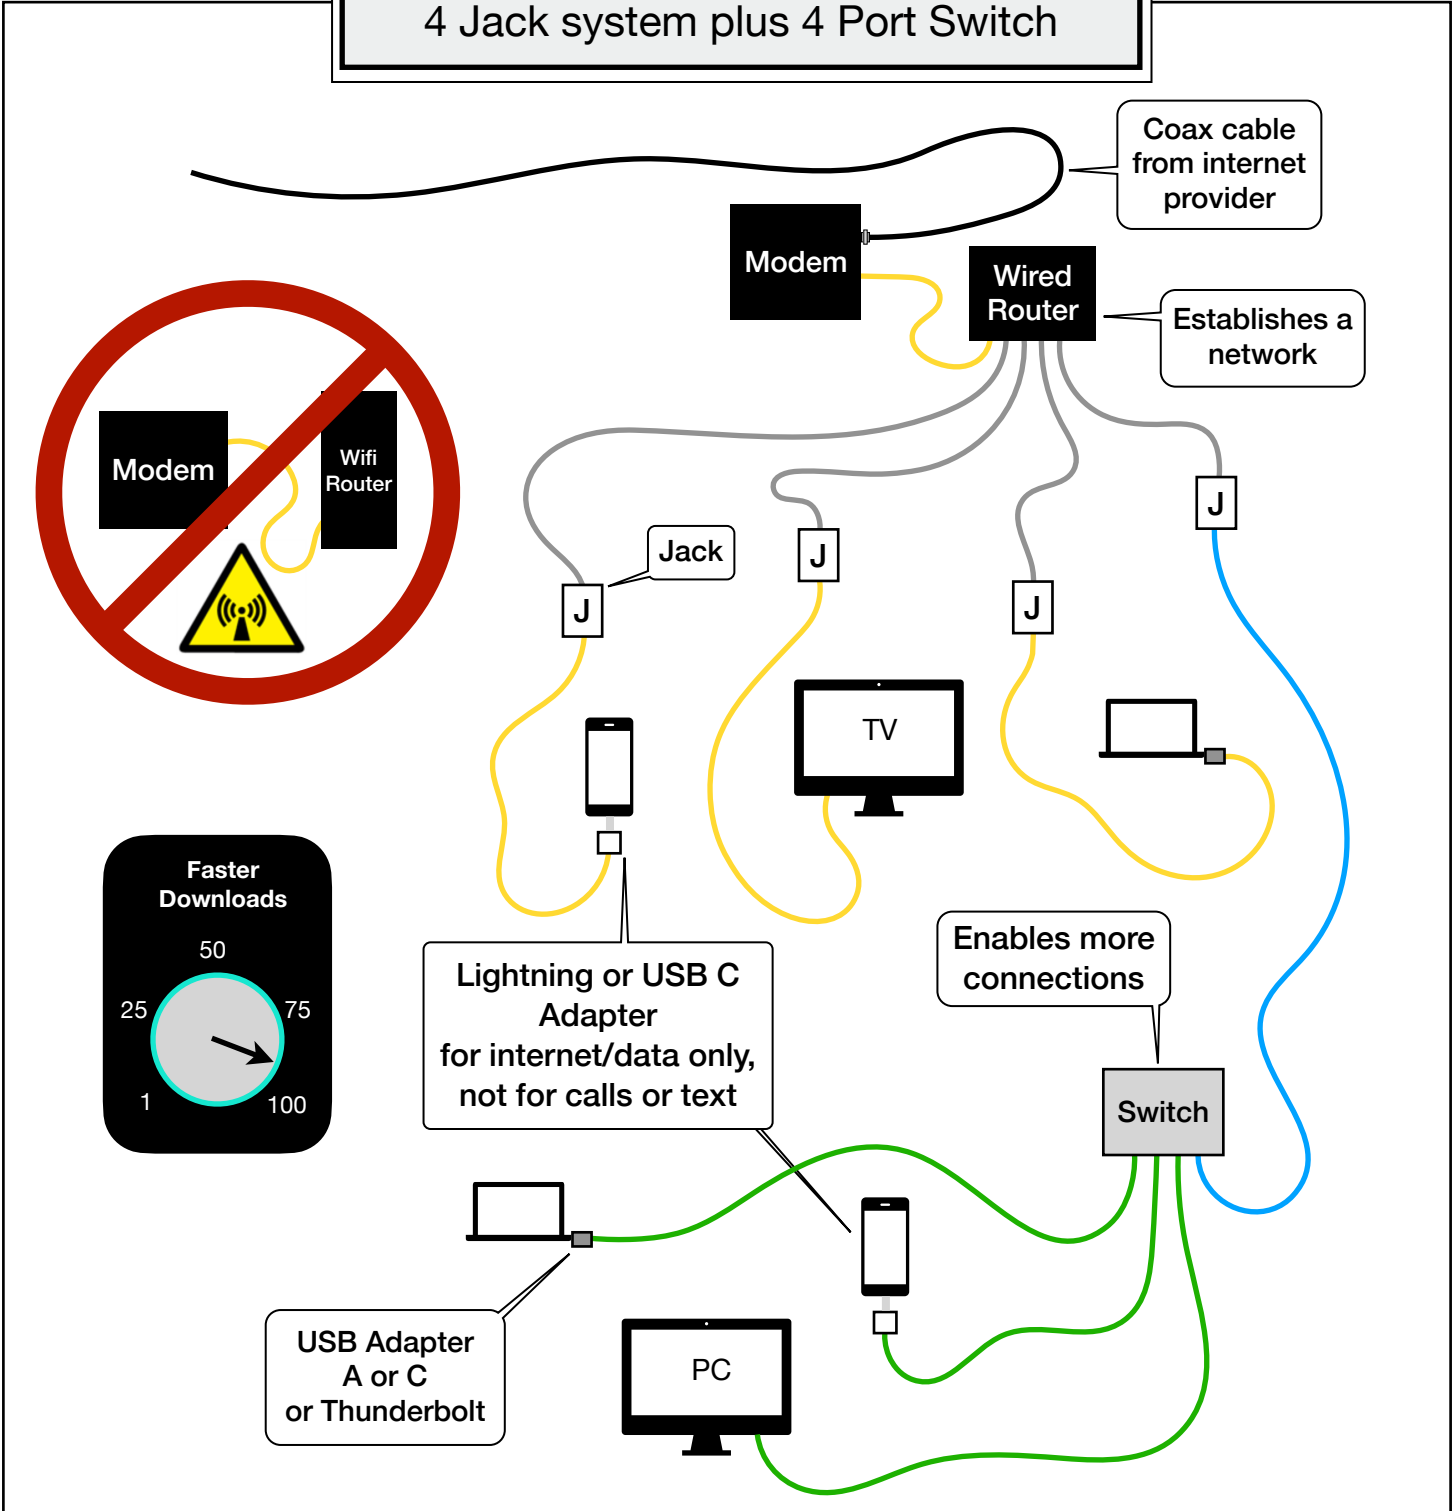 4 Jack system plus 4 Port Switch
Coax cable
from internet
provider
Modem
Wired
Router
Establishes a
network
Modem
Wifi
Router
J
Jack
J
J
J
TV
Faster
Downloads
50
25
75
1
100
Lightning or USB C
Adapter
for internet/data only,
not for calls or text
Enables more
connections
Switch
USB Adapter
A or C
or Thunderbolt
PC